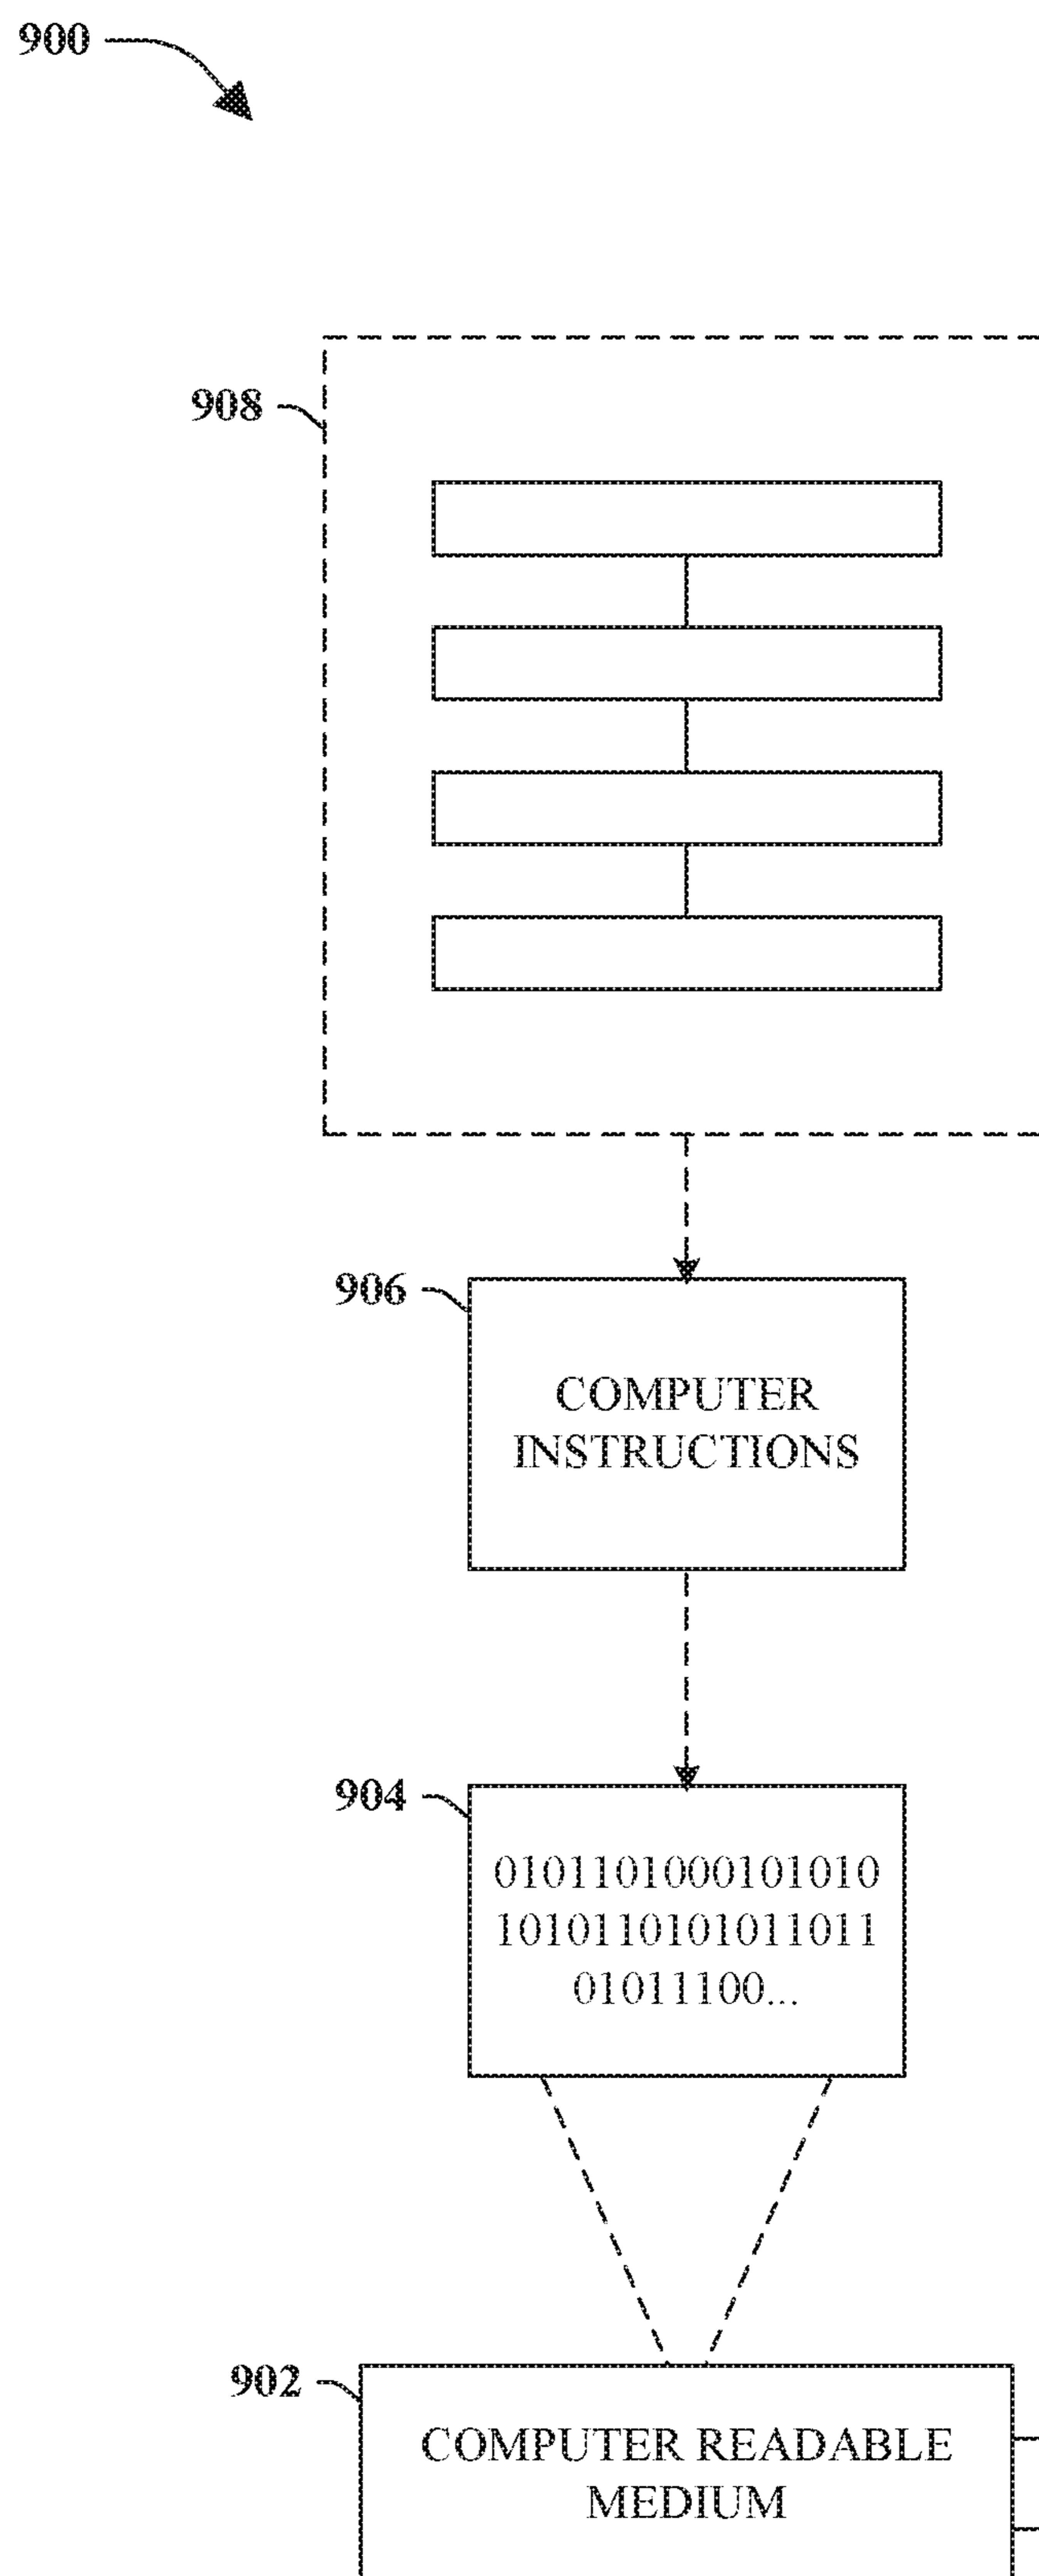 900
908
906
COMPUTER
INSTRUCTIONS
904
0101101000101010
1010110101011011
01011100...
902
COMPUTER READABLE
MEDIUM